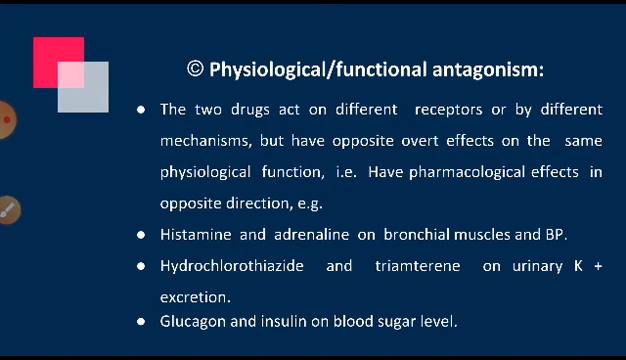 © Physiological/functional antagonism:
● The two drugs act on different receptors or by different
mechanisms, but have opposite overt effects on the same
physiological function, i.e. Have pharmacological effects in
opposite direction, e.g.
● Histamine and adrenaline on bronchial muscles and BP.
● Hydrochlorothiazide and triamterene on urinary K +
excretion.
● Glucagon and insulin on blood sugar level.